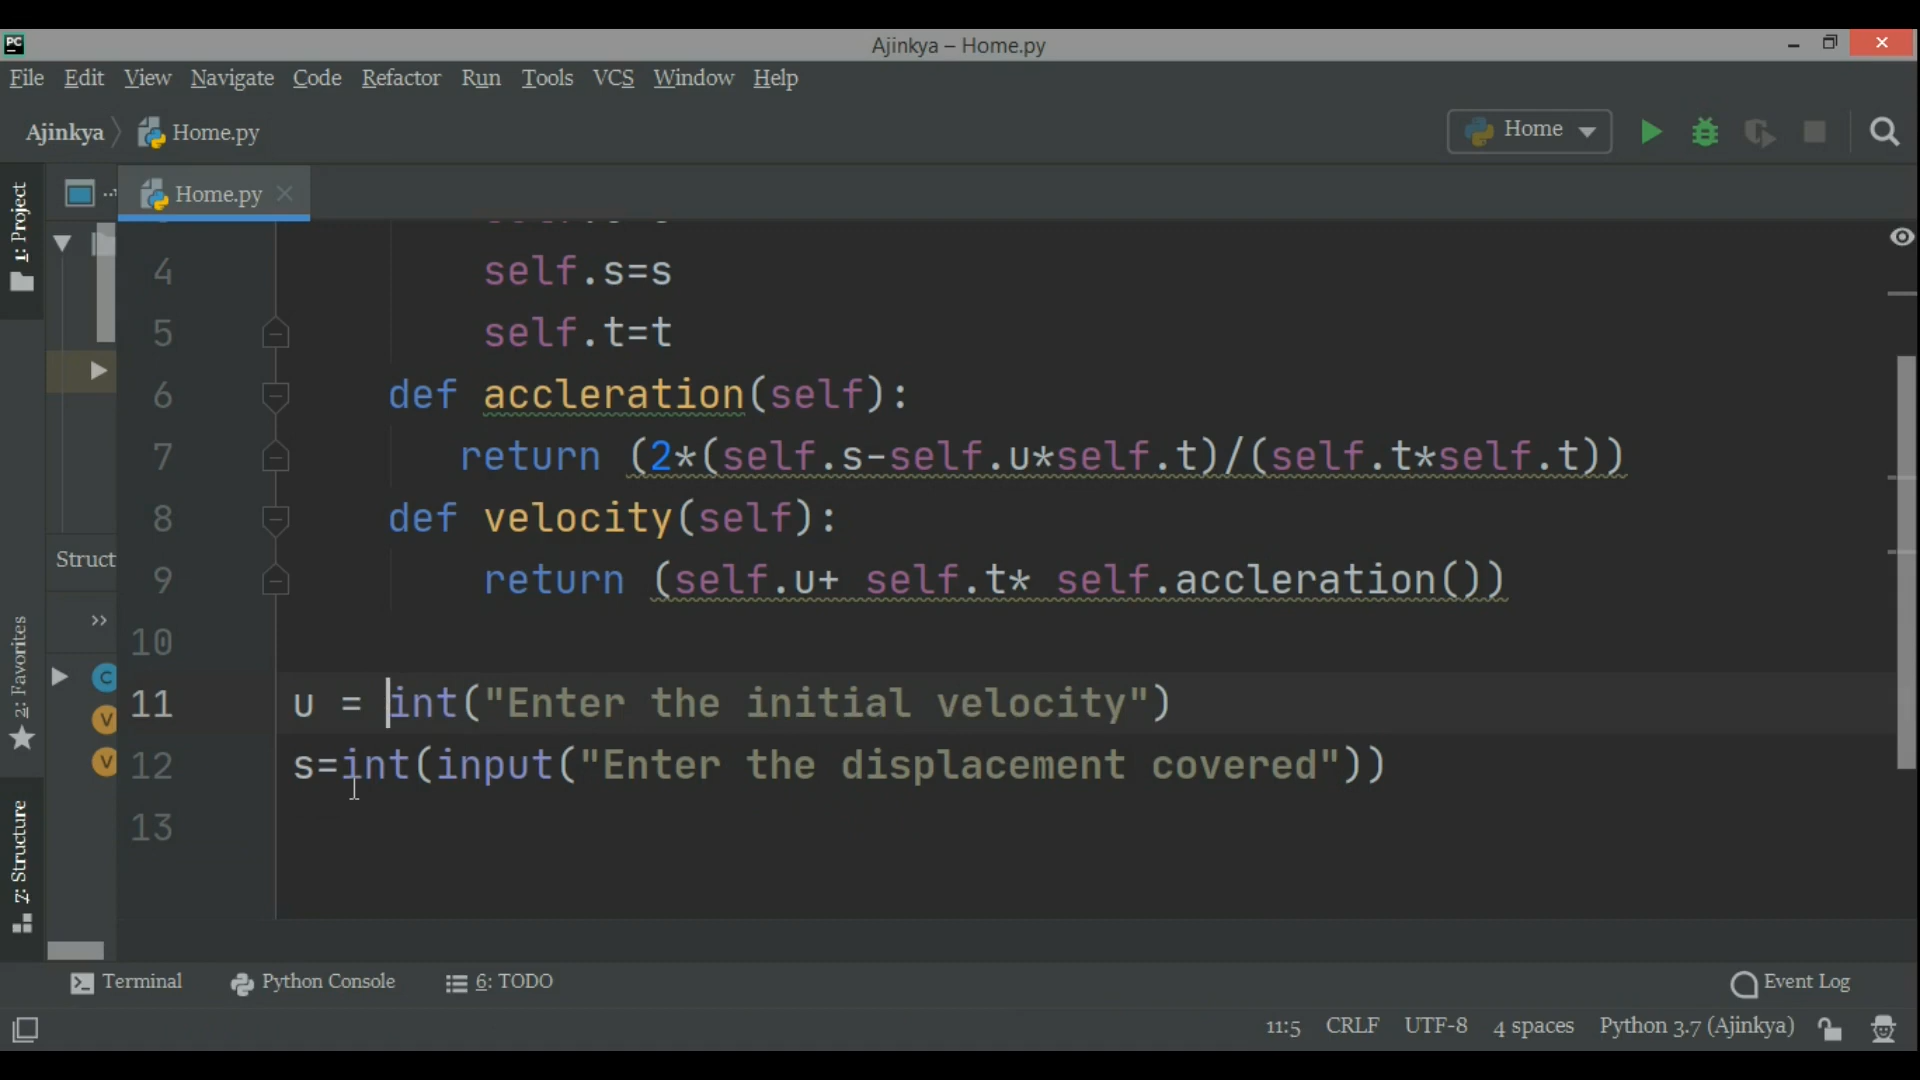 PC
Ajinkya – Home.py
File Edit View Navigate Code Refactor Run Tools VCS Window Help
Ajinkya Home.py
Home
1: Project
Home.py
4 self.s=s
5 self.t=t
6 def accleration(self):
7 return (2*(self.s-self.u*self.t)/(self.t*self.t))
8 def velocity(self):
9 return (self.u+ self.t* self.accleration())
10
11 u = int("Enter the initial velocity")
12 s=int(input("Enter the displacement covered"))
13
Struct
C
V
V
2: Favorites
Z: Structure
Terminal Python Console 6: TODO Event Log
11:5 CRLF UTF-8 4 spaces Python 3.7 (Ajinkya)